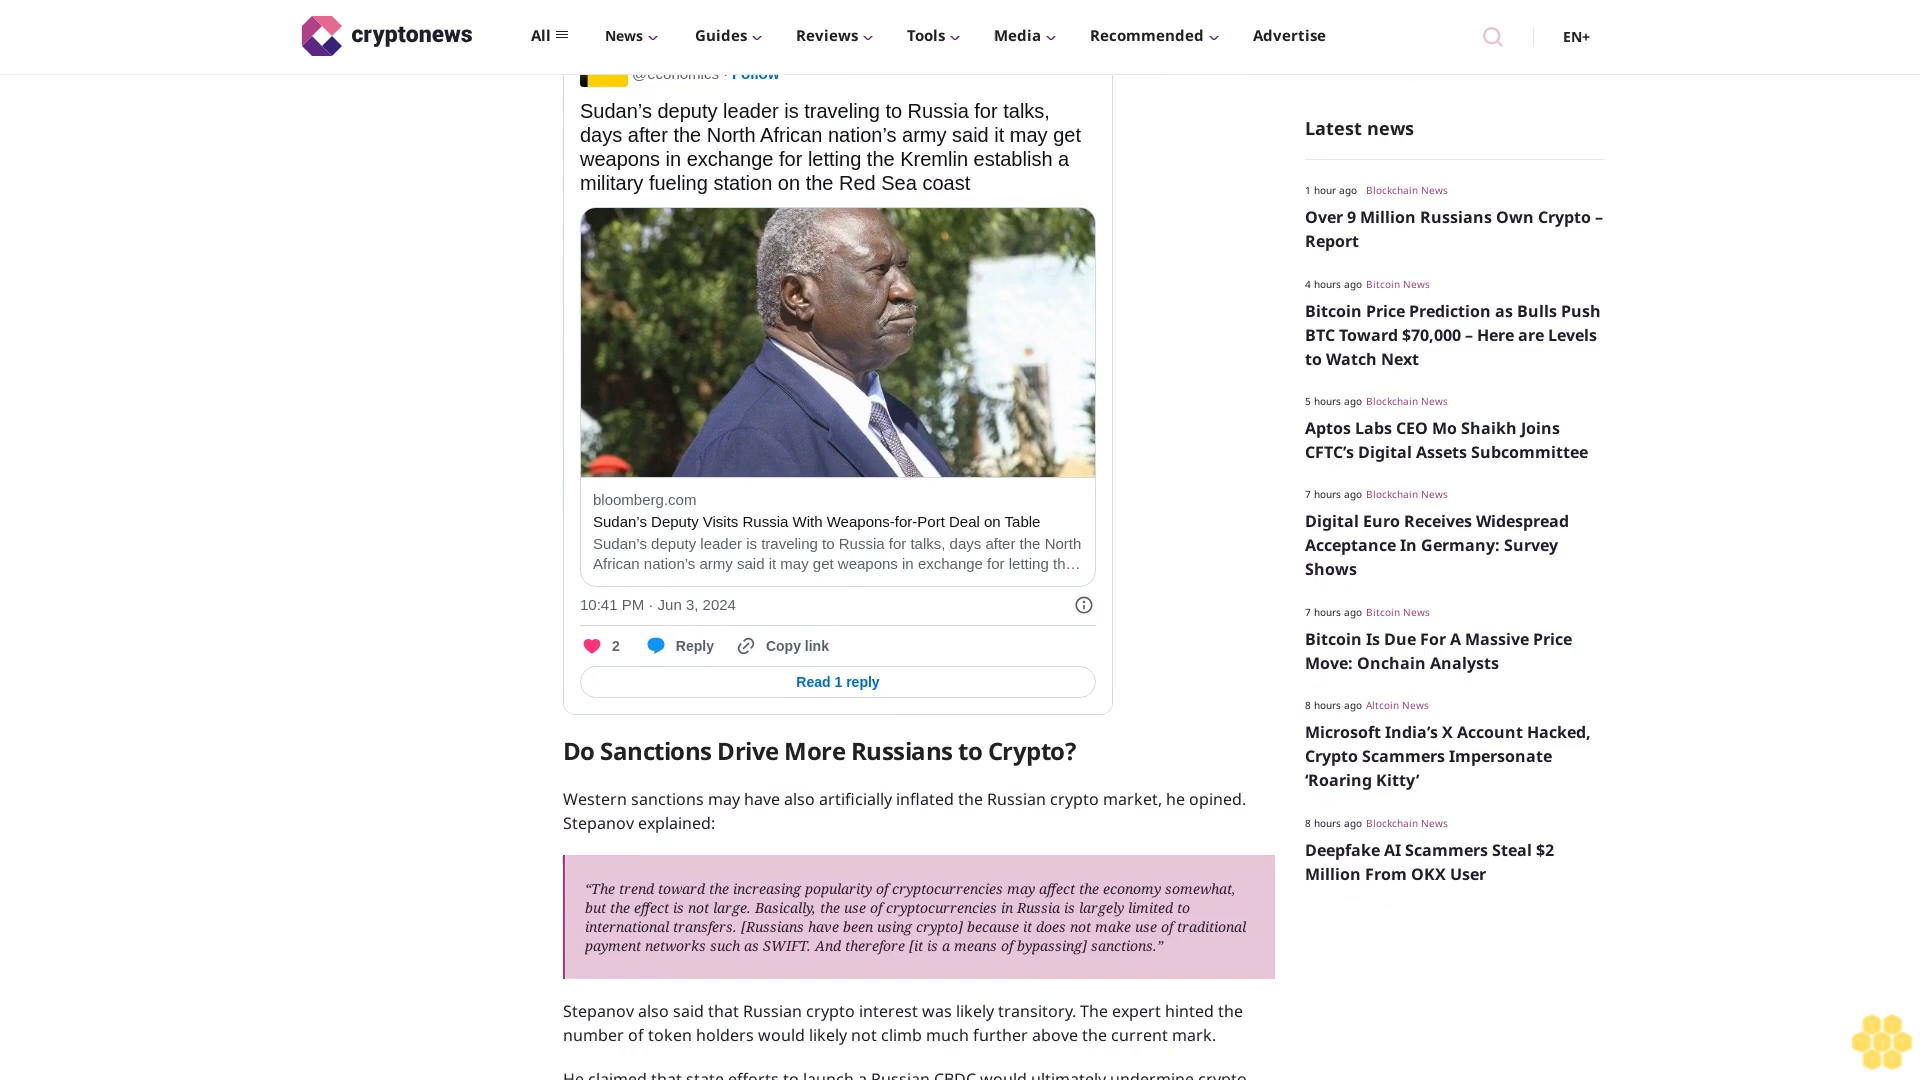 cryptonews
All
News
Guides
Reviews
Tools
Media
Recommended
Advertise
EN+
@economics · Follow
Sudan’s deputy leader is traveling to Russia for talks,
days after the North African nation’s army said it may get
weapons in exchange for letting the Kremlin establish a
military fueling station on the Red Sea coast
bloomberg.com
Sudan’s Deputy Visits Russia With Weapons-for-Port Deal on Table
Sudan’s deputy leader is traveling to Russia for talks, days after the North
African nation’s army said it may get weapons in exchange for letting th…
10:41 PM · Jun 3, 2024
2
Reply
Copy link
Read 1 reply
Do Sanctions Drive More Russians to Crypto?
Western sanctions may have also artificially inflated the Russian crypto market, he opined.
Stepanov explained:
“The trend toward the increasing popularity of cryptocurrencies may affect the economy somewhat,
but the effect is not large. Basically, the use of cryptocurrencies in Russia is largely limited to
international transfers. [Russians have been using crypto] because it does not make use of traditional
payment networks such as SWIFT. And therefore [it is a means of bypassing] sanctions.”
Stepanov also said that Russian crypto interest was likely transitory. The expert hinted the
number of token holders would likely not climb much further above the current mark.
He claimed that state efforts to launch a Russian CBDC would ultimately undermine crypto
Latest news
1 hour ago Blockchain News
Over 9 Million Russians Own Crypto –
Report
4 hours ago Bitcoin News
Bitcoin Price Prediction as Bulls Push
BTC Toward $70,000 – Here are Levels
to Watch Next
5 hours ago Blockchain News
Aptos Labs CEO Mo Shaikh Joins
CFTC’s Digital Assets Subcommittee
7 hours ago Blockchain News
Digital Euro Receives Widespread
Acceptance In Germany: Survey
Shows
7 hours ago Bitcoin News
Bitcoin Is Due For A Massive Price
Move: Onchain Analysts
8 hours ago Altcoin News
Microsoft India’s X Account Hacked,
Crypto Scammers Impersonate
‘Roaring Kitty’
8 hours ago Blockchain News
Deepfake AI Scammers Steal $2
Million From OKX User